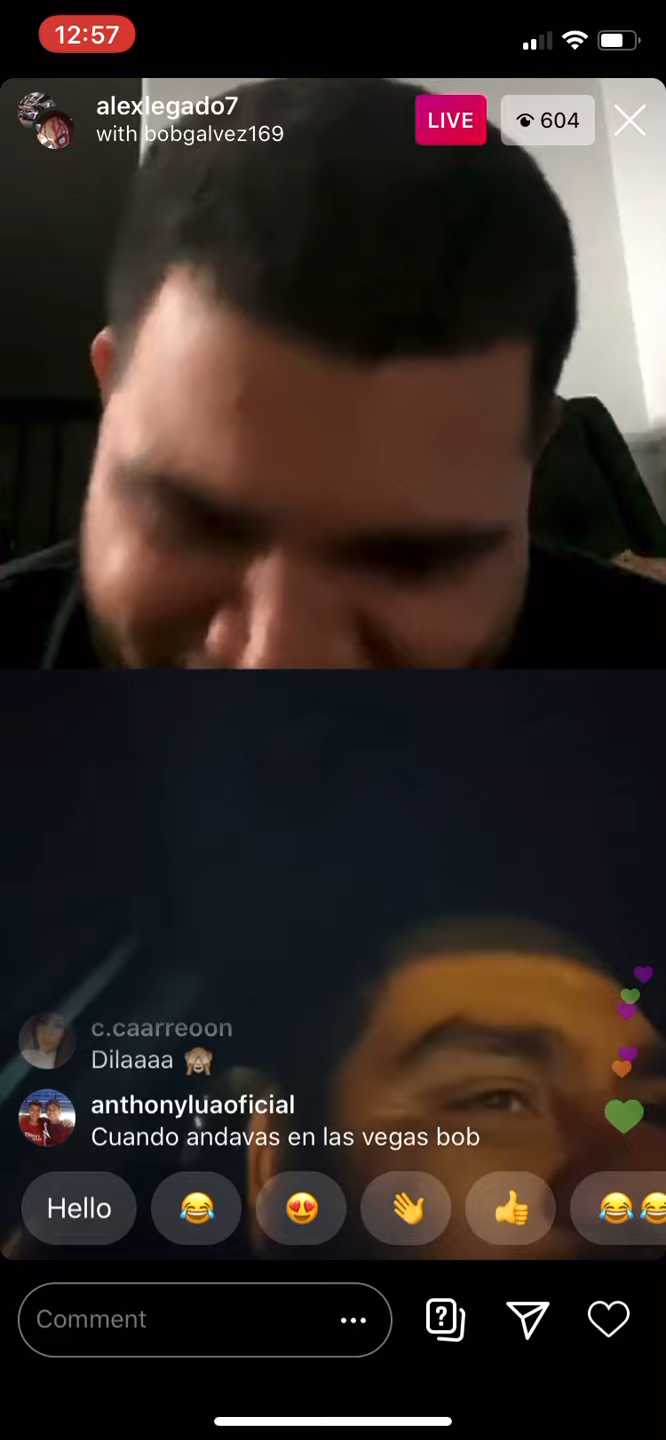 12:57
alexlegado7
with bobgalvez169
LIVE
604
c.caarreoon
Dilaaaa 🙈
anthonyluaoficial
Cuando andavas en las vegas bob
Hello
Comment